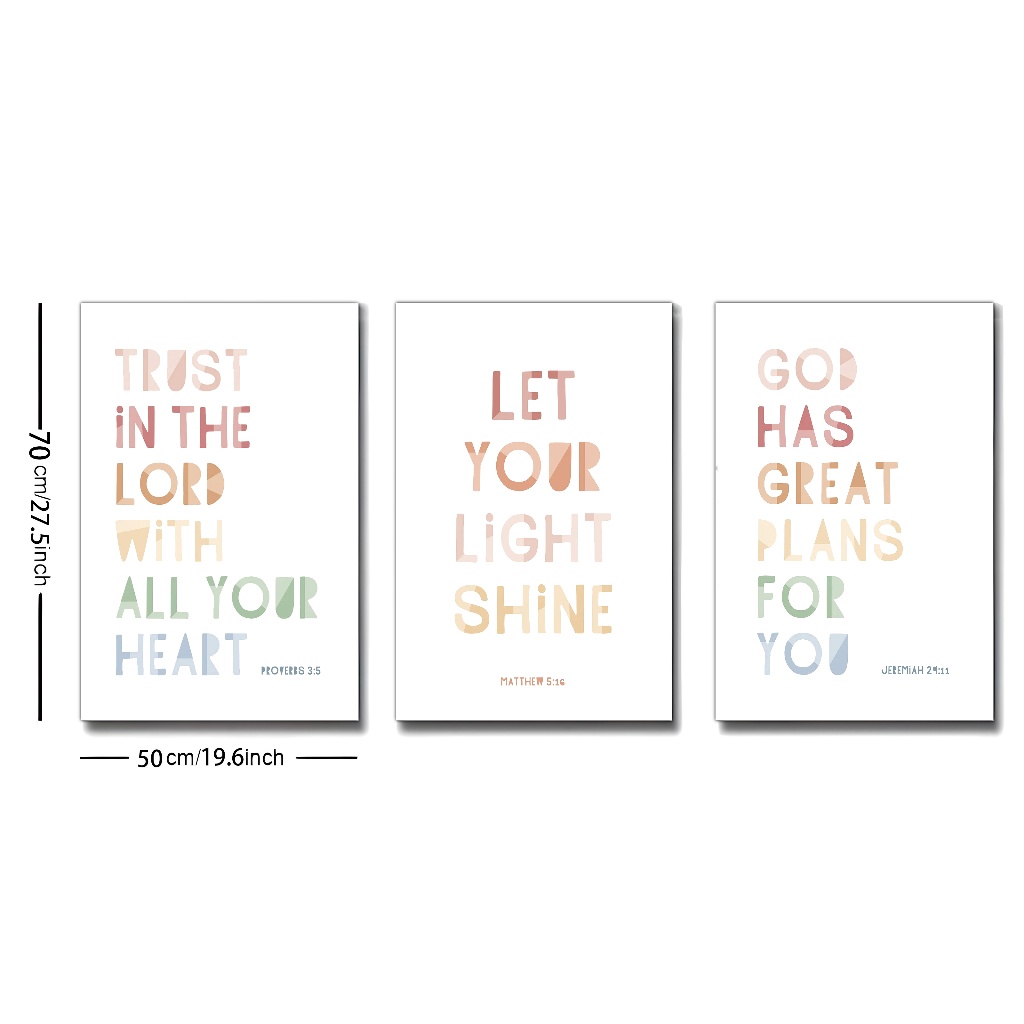 TRUST
iN THE
LORD
WiTH
ALL YOUR
HEART
PROVERBS 3:5
LET
YOUR
LiGHT
SHiNE
MATTHEW 5:16
GOD
HAS
GREAT
PLANS
FOR
YOU
JEREMiAH 29:11
70 cm/27.5inch
50cm/19.6inch